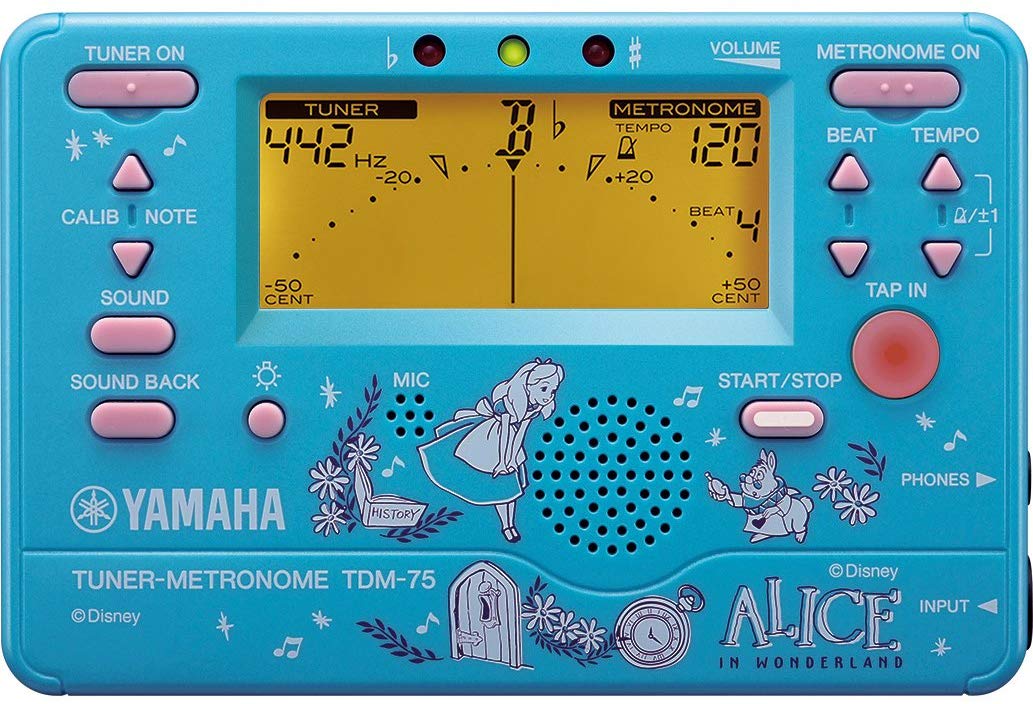 TUNER ON
♭
♯
VOLUME
METRONOME ON
TUNER
B♭
METRONOME
442 Hz
TEMPO 120
-20
+20
BEAT 4
-50
CENT
+50
CENT
CALIB NOTE
BEAT
TEMPO
/±1
SOUND
TAP IN
SOUND BACK
MIC
START/STOP
PHONES
YAMAHA
HISTORY
TUNER-METRONOME TDM-75
©Disney
©Disney
ALICE
IN WONDERLAND
INPUT